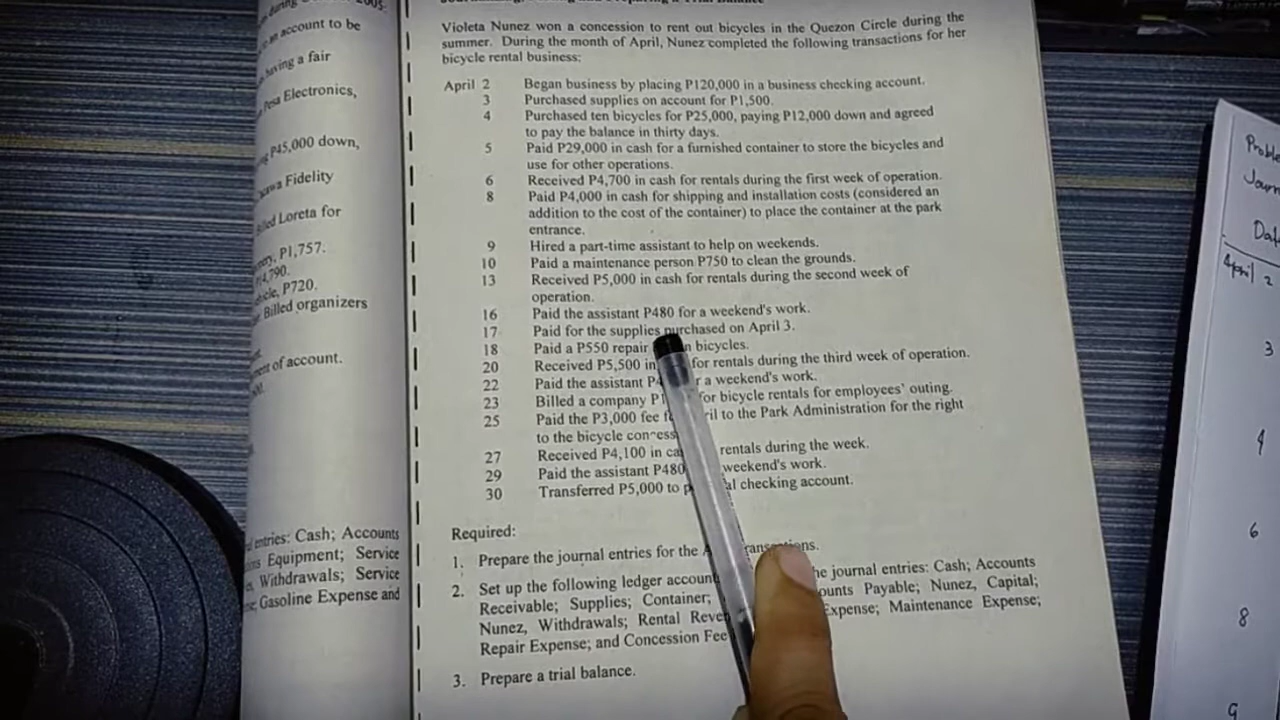 2005.
an account to be
having a fair
Pesa Electronics,
P45,000 down,
Fidelity
Billed Loreta for
P1,757.
P720.
Billed organizers
of account.
entries: Cash; Accounts
Equipment; Service
Withdrawals; Service
Gasoline Expense and
Trial Balance
Violeta Nunez won a concession to rent out bicycles in the Quezon Circle during the
summer. During the month of April, Nunez completed the following transactions for her
bicycle rental business:
April 2 Began business by placing P120,000 in a business checking account.
3 Purchased supplies on account for P1,500.
4 Purchased ten bicycles for P25,000, paying P12,000 down and agreed
to pay the balance in thirty days.
5 Paid P29,000 in cash for a furnished container to store the bicycles and
use for other operations.
6 Received P4,700 in cash for rentals during the first week of operation.
8 Paid P4,000 in cash for shipping and installation costs (considered an
addition to the cost of the container) to place the container at the park
entrance.
9 Hired a part-time assistant to help on weekends.
10 Paid a maintenance person P750 to clean the grounds.
13 Received P5,000 in cash for rentals during the second week of
operation.
16 Paid the assistant P480 for a weekend's work.
17 Paid for the supplies purchased on April 3.
18 Paid a P550 repair bicycles.
20 Received P5,500 in for rentals during the third week of operation.
22 Paid the assistant a weekend's work.
23 Billed a company for bicycle rentals for employees' outing.
25 Paid the P3,000 fee to the Park Administration for the right
to the bicycle
27 Received P4,100 in rentals during the week.
29 Paid the assistant P480 weekend's work.
30 Transferred P5,000 to checking account.
Required:
1. Prepare the journal entries for the
2. Set up the following ledger journal entries: Cash; Accounts
Receivable; Supplies; Container; Payable; Nunez, Capital;
Nunez, Withdrawals; Rental Expense; Maintenance Expense;
Repair Expense; and Concession Fee
3. Prepare a trial balance.
April 2
3
4
6
8
9